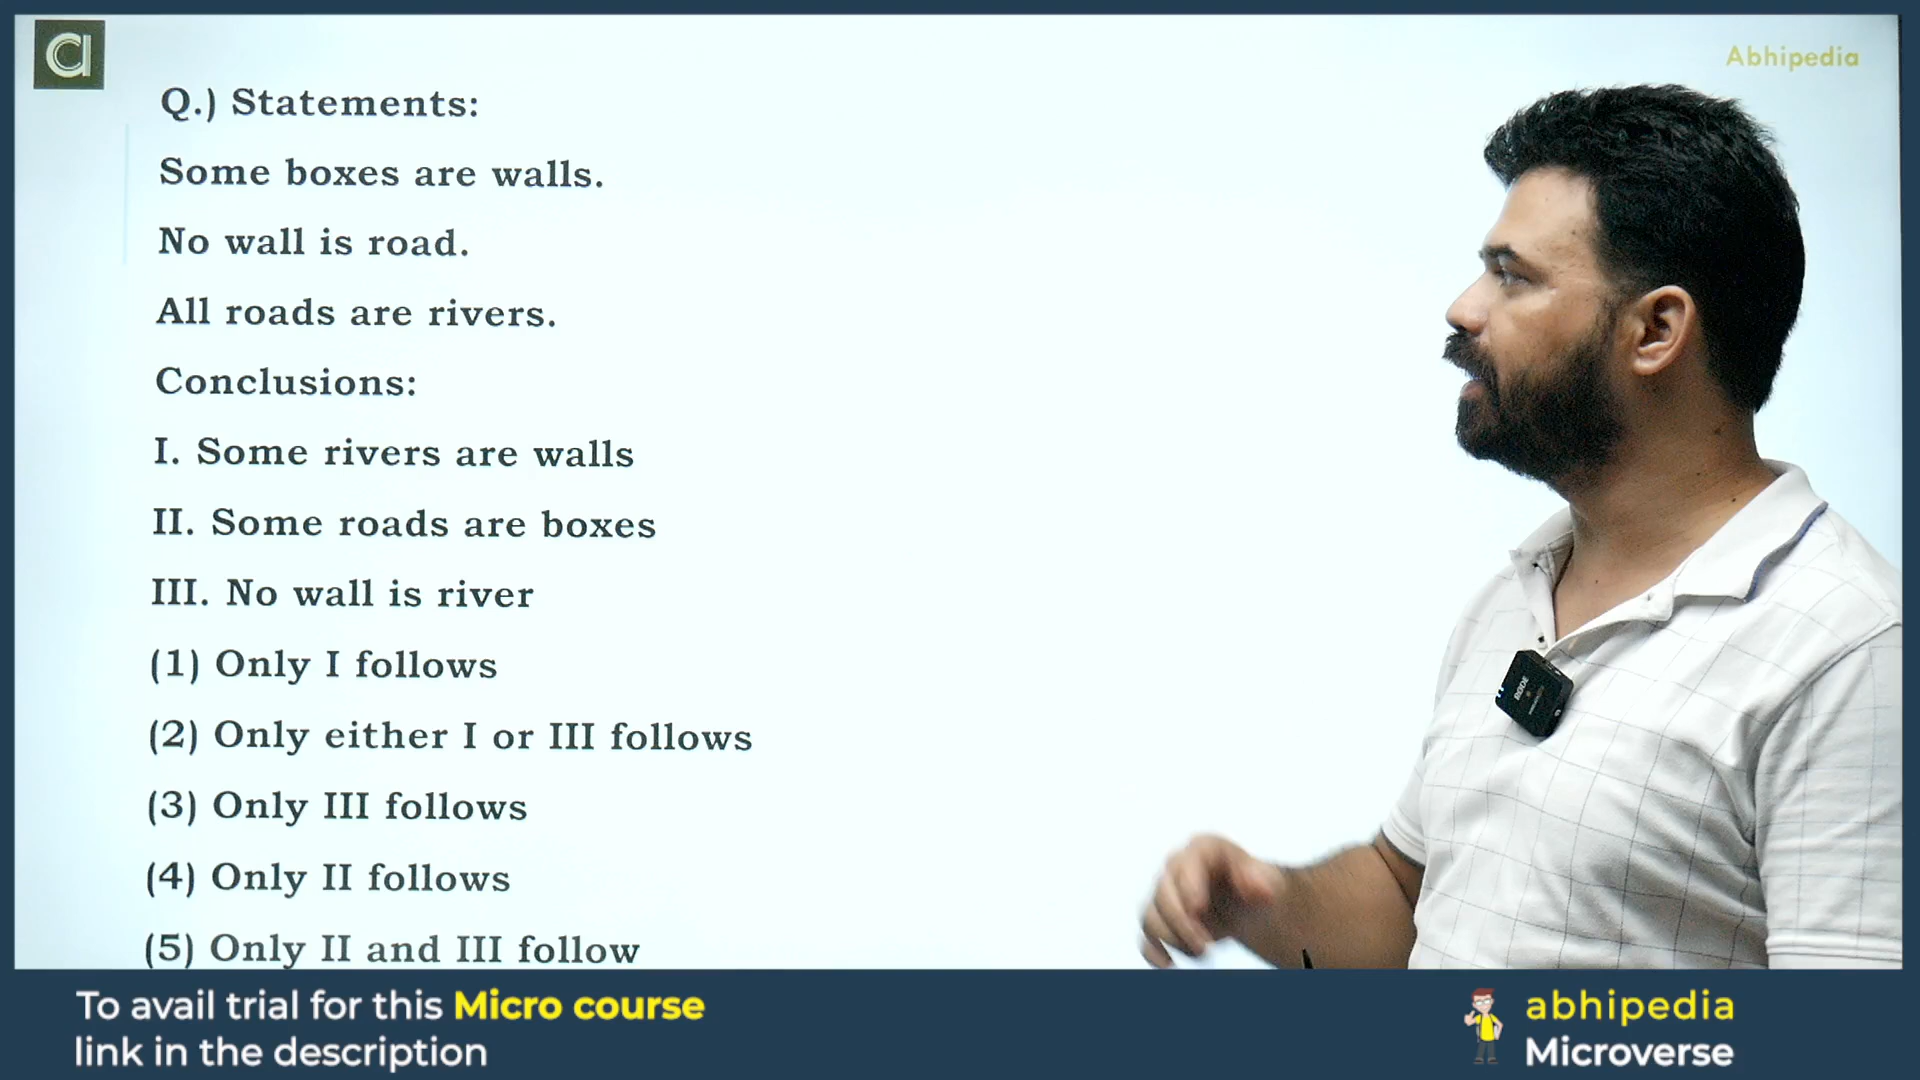 a
Abhipedia
Q.) Statements:
Some boxes are walls.
No wall is road.
All roads are rivers.
Conclusions:
I. Some rivers are walls
II. Some roads are boxes
III. No wall is river
(1) Only I follows
(2) Only either I or III follows
(3) Only III follows
(4) Only II follows
(5) Only II and III follow
RODE
To avail trial for this Micro course
link in the description
abhipedia
Microverse